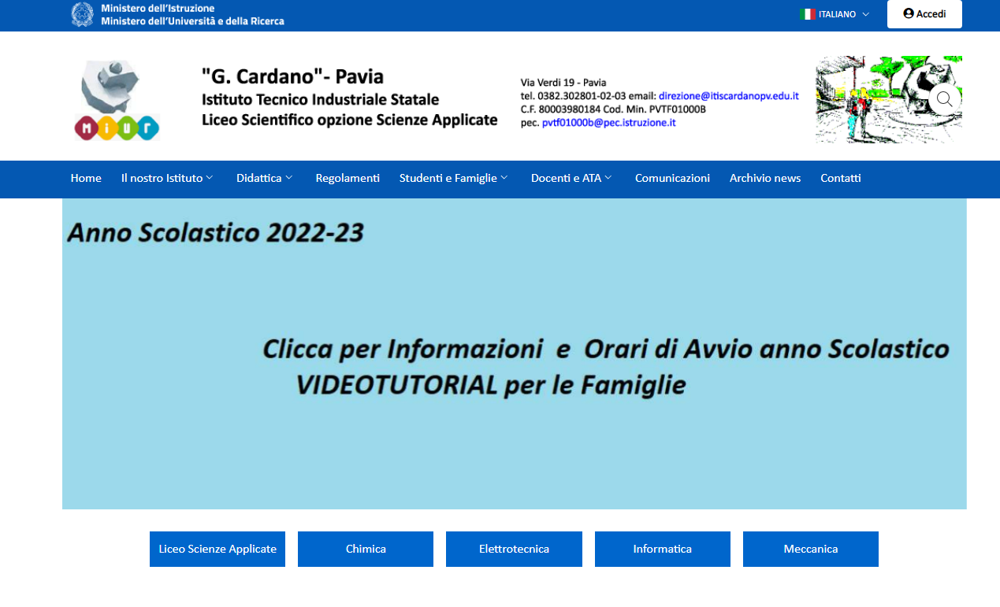 Ministero dell'Istruzione
Ministero dell'Università e della Ricerca
ITALIANO
Accedi
MIUR
"G. Cardano"- Pavia
Istituto Tecnico Industriale Statale
Liceo Scientifico opzione Scienze Applicate
Via Verdi 19 - Pavia
tel. 0382.302801-02-03 email: direzione@itiscardanopv.edu.it
C.F. 80003980184 Cod. Min. PVTF01000B
pec. pvtf01000b@pec.istruzione.it
Home Il nostro Istituto Didattica Regolamenti Studenti e Famiglie Docenti e ATA Comunicazioni Archivio news Contatti
Anno Scolastico 2022-23
Clicca per Informazioni e Orari di Avvio anno Scolastico
VIDEOTUTORIAL per le Famiglie
Liceo Scienze Applicate Chimica Elettrotecnica Informatica Meccanica